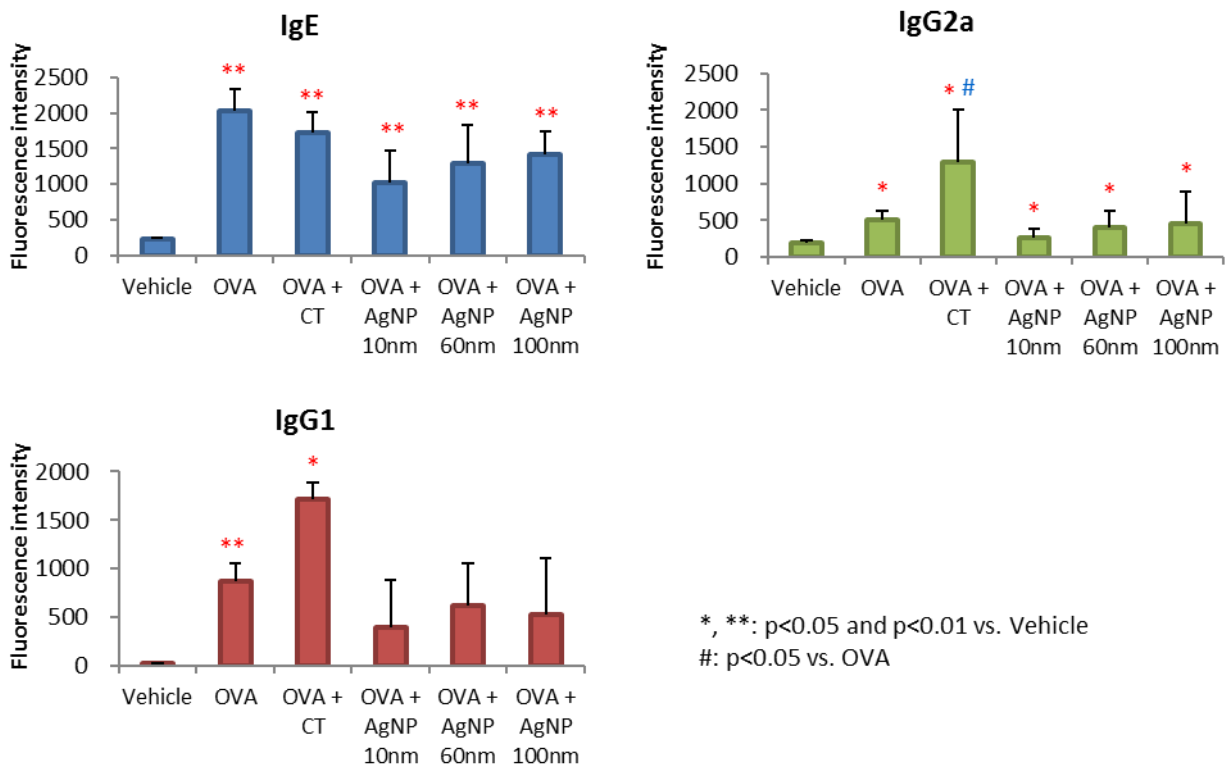 IgE
Fluorescence intensity
2500
2000
1500
1000
500
0
**
**
**
**
**
Vehicle OVA OVA + OVA + OVA + OVA +
CT AgNP AgNP AgNP
10nm 60nm 100nm
IgG2a
Fluorescence intensity
2500
2000
1500
1000
500
0
*
* #
*
*
*
Vehicle OVA OVA + OVA + OVA + OVA +
CT AgNP AgNP AgNP
10nm 60nm 100nm
IgG1
Fluorescence intensity
2000
1500
1000
500
0
**
*
Vehicle OVA OVA + OVA + OVA + OVA +
CT AgNP AgNP AgNP
10nm 60nm 100nm
*, **: p<0.05 and p<0.01 vs. Vehicle
#: p<0.05 vs. OVA